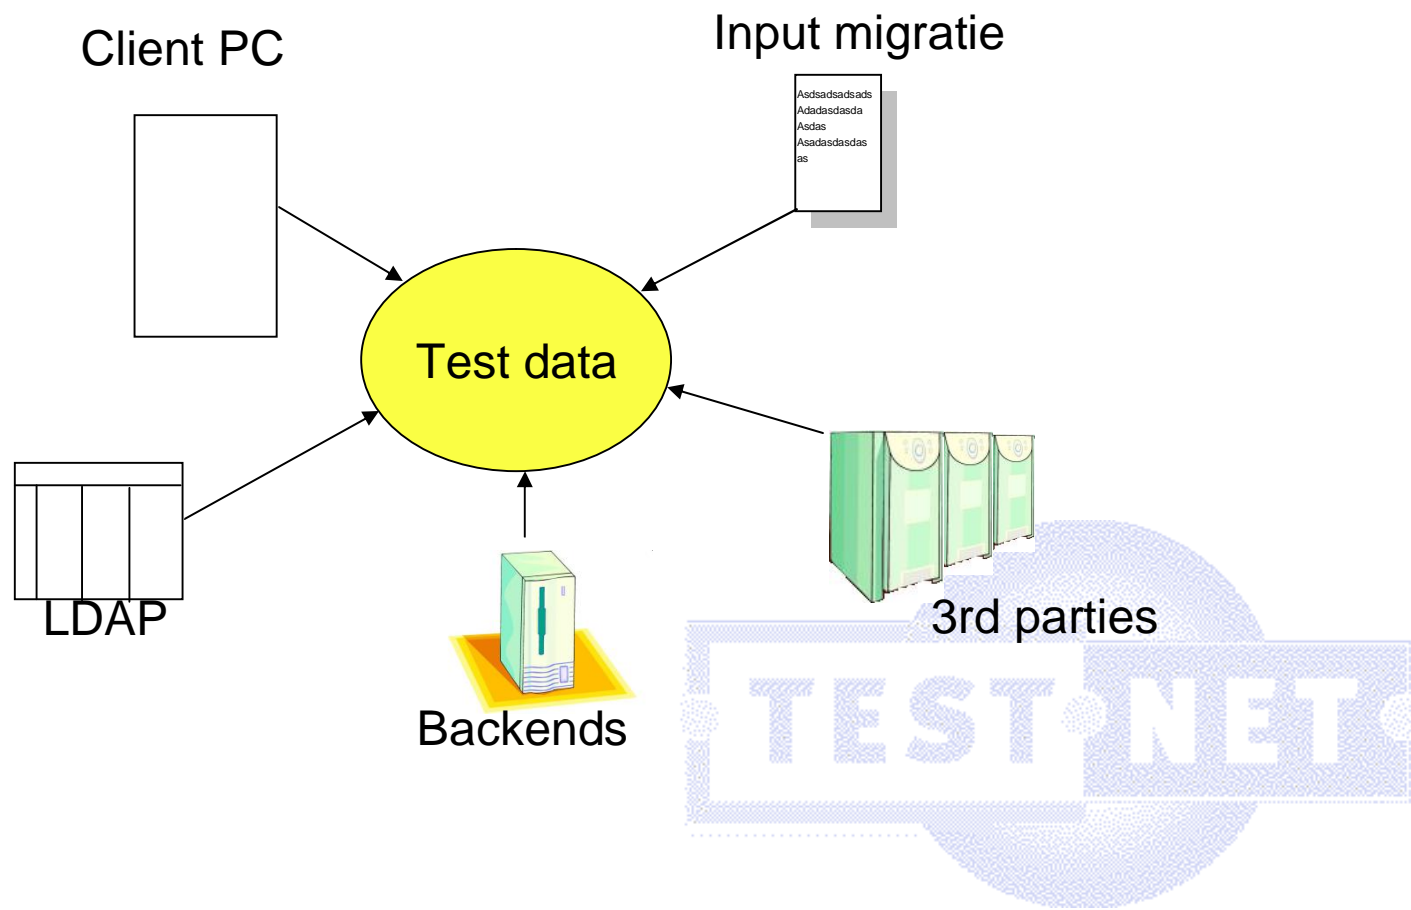 Client PC
Input migratie
Asdsadsadsads
Adadasdasda
Asdas
Asadasdasdas
as
Test data
LDAP
3rd parties
Backends
TEST NET